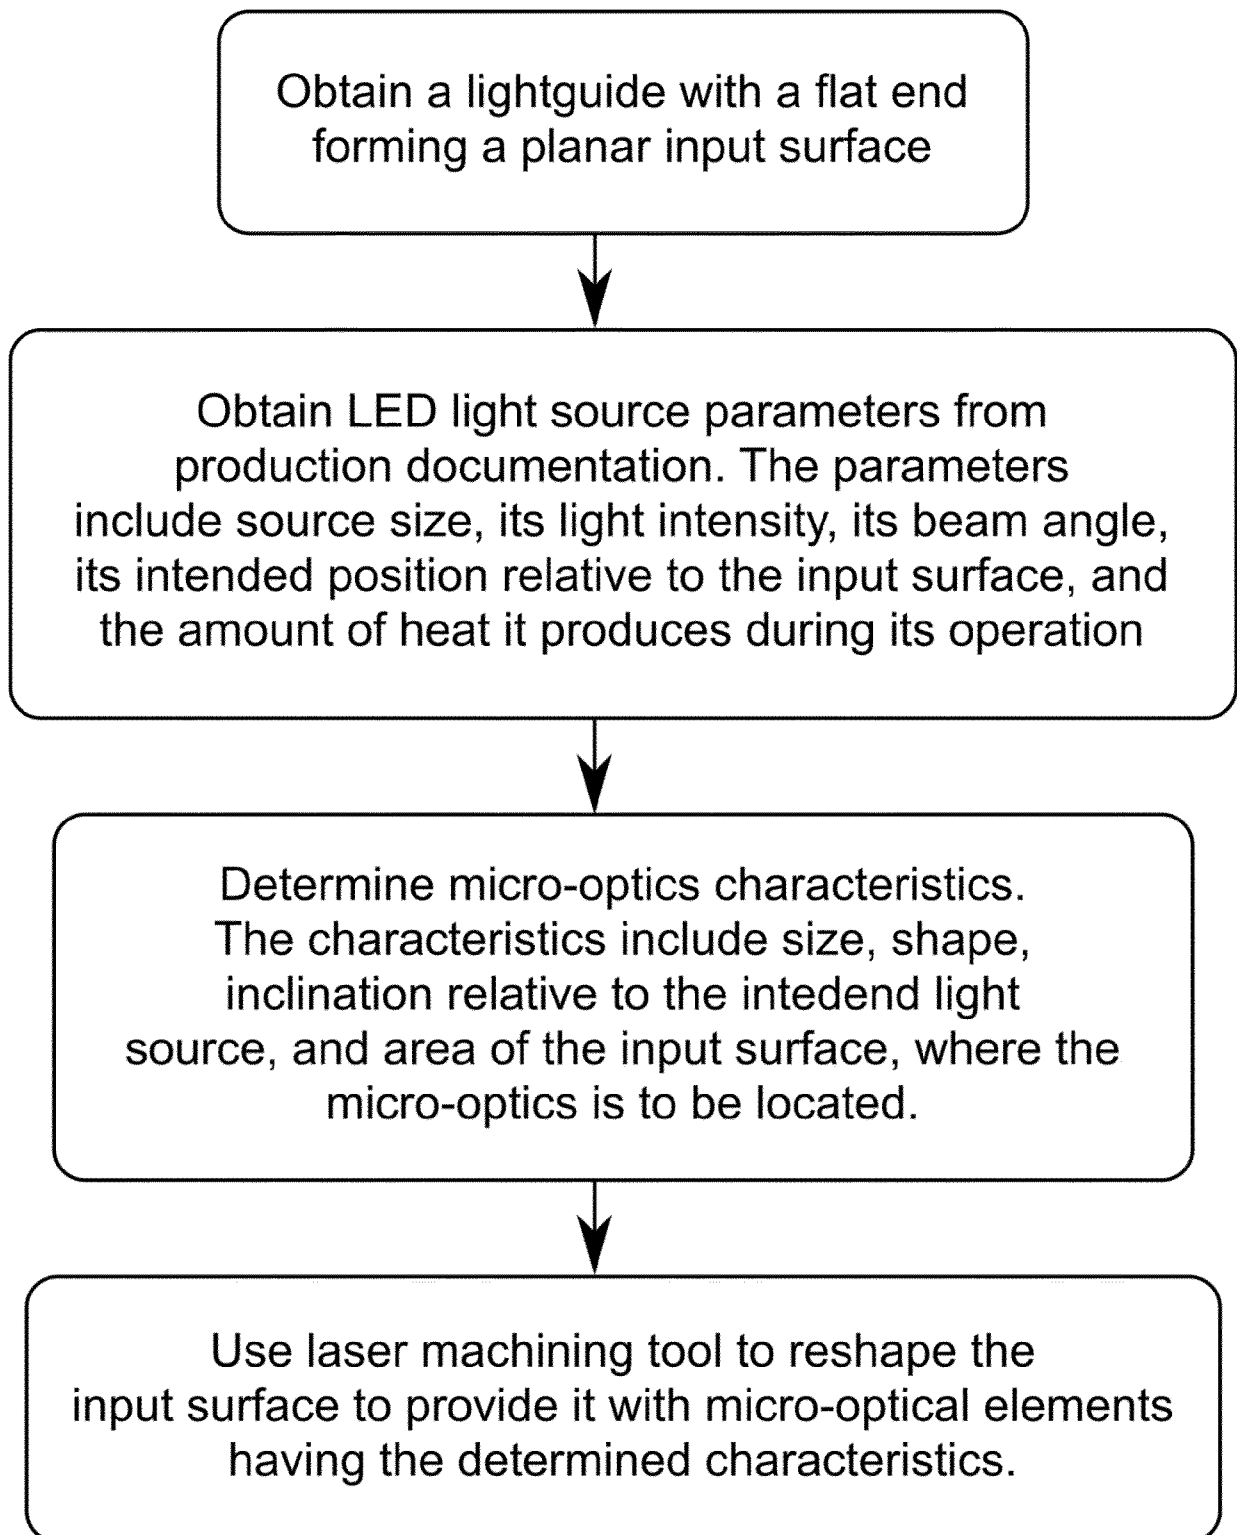 Obtain a lightguide with a flat end
forming a planar input surface
Obtain LED light source parameters from
production documentation. The parameters
include source size, its light intensity, its beam angle,
its intended position relative to the input surface, and
the amount of heat it produces during its operation
Determine micro-optics characteristics.
The characteristics include size, shape,
inclination relative to the intedend light
source, and area of the input surface, where the
micro-optics is to be located.
Use laser machining tool to reshape the
input surface to provide it with micro-optical elements
having the determined characteristics.